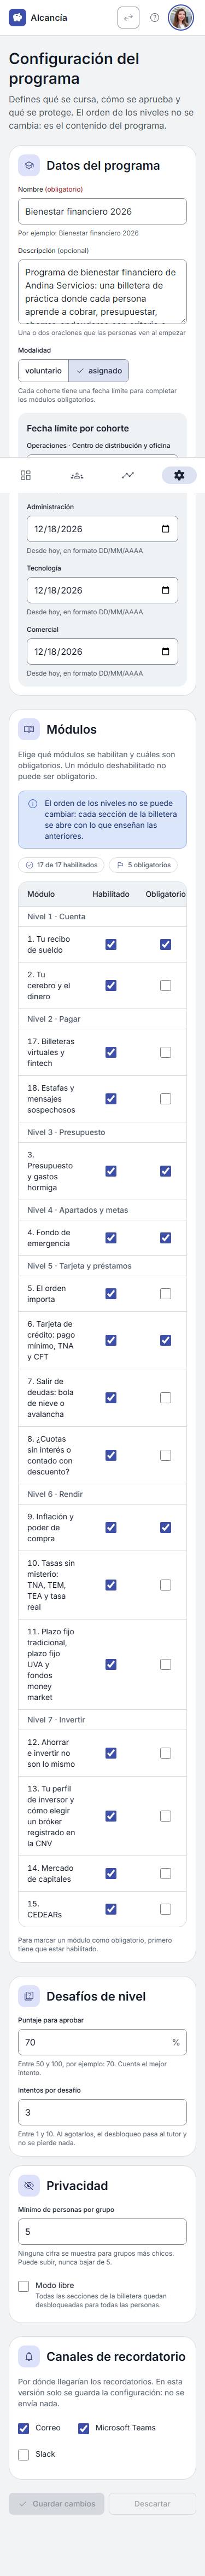 Alcancía
Configuración del
programa
Defines qué se cursa, cómo se aprueba y
qué se protege. El orden de los niveles no se
cambia: es el contenido del programa.
Datos del programa
Nombre (obligatorio)
Bienestar financiero 2026
Por ejemplo: Bienestar financiero 2026
Descripción (opcional)
Programa de bienestar financiero de
Andina Servicios: una billetera de
práctica donde cada persona
aprende a cobrar, presupuestar,
Una o dos oraciones que las personas ven al empezar
Modalidad
voluntario
asignado
Cada cohorte tiene una fecha límite para completar
los módulos obligatorios.
Fecha límite por cohorte
Operaciones · Centro de distribución y oficina
Administración
12/18/2026
Desde hoy, en formato DD/MM/AAAA
Tecnología
12/18/2026
Desde hoy, en formato DD/MM/AAAA
Comercial
12/18/2026
Desde hoy, en formato DD/MM/AAAA
Módulos
Elige qué módulos se habilitan y cuáles son
obligatorios. Un módulo deshabilitado no
puede ser obligatorio.
El orden de los niveles no se puede
cambiar: cada sección de la billetera
se abre con lo que enseñan las
anteriores.
17 de 17 habilitados
5 obligatorios
Módulo Habilitado Obligatorio
Nivel 1 · Cuenta
1. Tu recibo
de sueldo
2. Tu
cerebro y el
dinero
Nivel 2 · Pagar
17. Billeteras
virtuales y
fintech
18. Estafas y
mensajes
sospechosos
Nivel 3 · Presupuesto
3.
Presupuesto
y gastos
hormiga
Nivel 4 · Apartados y metas
4. Fondo de
emergencia
Nivel 5 · Tarjeta y préstamos
5. El orden
importa
6. Tarjeta de
crédito: pago
mínimo, TNA
y CFT
7. Salir de
deudas: bola
de nieve o
avalancha
8. ¿Cuotas
sin interés o
contado con
descuento?
Nivel 6 · Rendir
9. Inflación y
poder de
compra
10. Tasas sin
misterio:
TNA, TEM,
TEA y tasa
real
11. Plazo fijo
tradicional,
plazo fijo
UVA y
fondos
money
market
Nivel 7 · Invertir
12. Ahorrar
e invertir no
son lo mismo
13. Tu perfil
de inversor y
cómo elegir
un bróker
registrado en
la CNV
14. Mercado
de capitales
15.
CEDEARs
Para marcar un módulo como obligatorio, primero
tiene que estar habilitado.
Desafíos de nivel
Puntaje para aprobar
70 %
Entre 50 y 100, por ejemplo: 70. Cuenta el mejor
intento.
Intentos por desafío
3
Entre 1 y 10. Al agotarlos, el desbloqueo pasa al tutor y
no se pierde nada.
Privacidad
Mínimo de personas por grupo
5
Ninguna cifra se muestra para grupos más chicos.
Puede subir, nunca bajar de 5.
Modo libre
Todas las secciones de la billetera quedan
desbloqueadas para todas las personas.
Canales de recordatorio
Por dónde llegarían los recordatorios. En esta
versión solo se guarda la configuración: no se
envía nada.
Correo
Microsoft Teams
Slack
Guardar cambios
Descartar